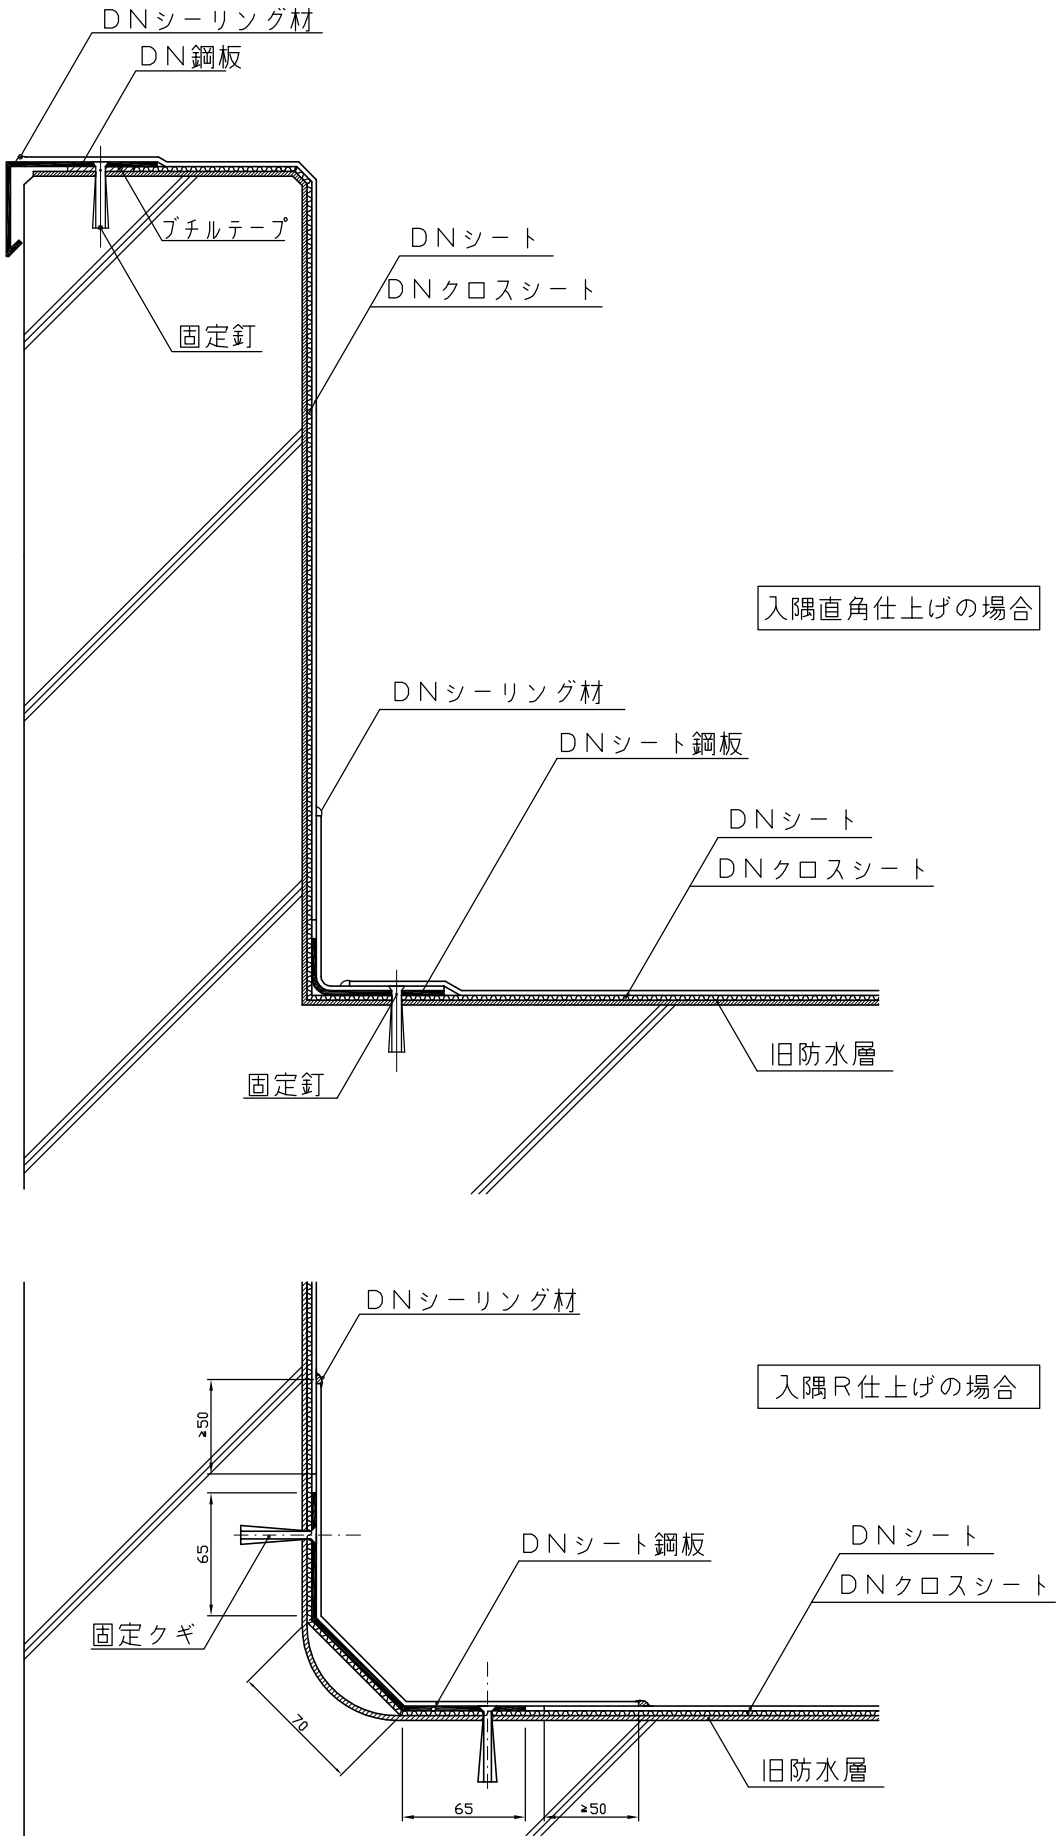 DNシーリング材
DN鋼板
ブチルテープ
DNシート
DNクロスシート
固定釘
入隅直角仕上げの場合
DNシーリング材
DNシート鋼板
DNシート
DNクロスシート
旧防水層
固定釘
DNシーリング材
入隅R仕上げの場合
≥50
65
DNシート鋼板
DNシート
DNクロスシート
固定クギ
70
旧防水層
65
≥50